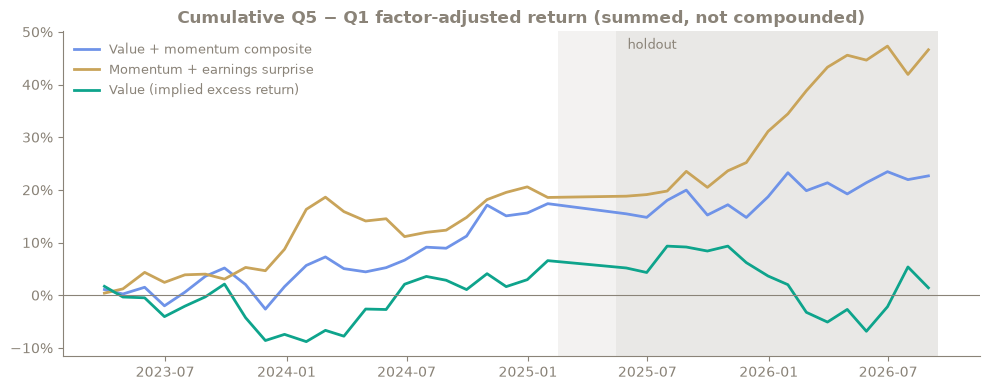 Cumulative Q5 − Q1 factor-adjusted return (summed, not compounded)
50%
40%
30%
20%
10%
0%
−10%
Value + momentum composite
Momentum + earnings surprise
Value (implied excess return)
holdout
2023-07
2024-01
2024-07
2025-01
2025-07
2026-01
2026-07